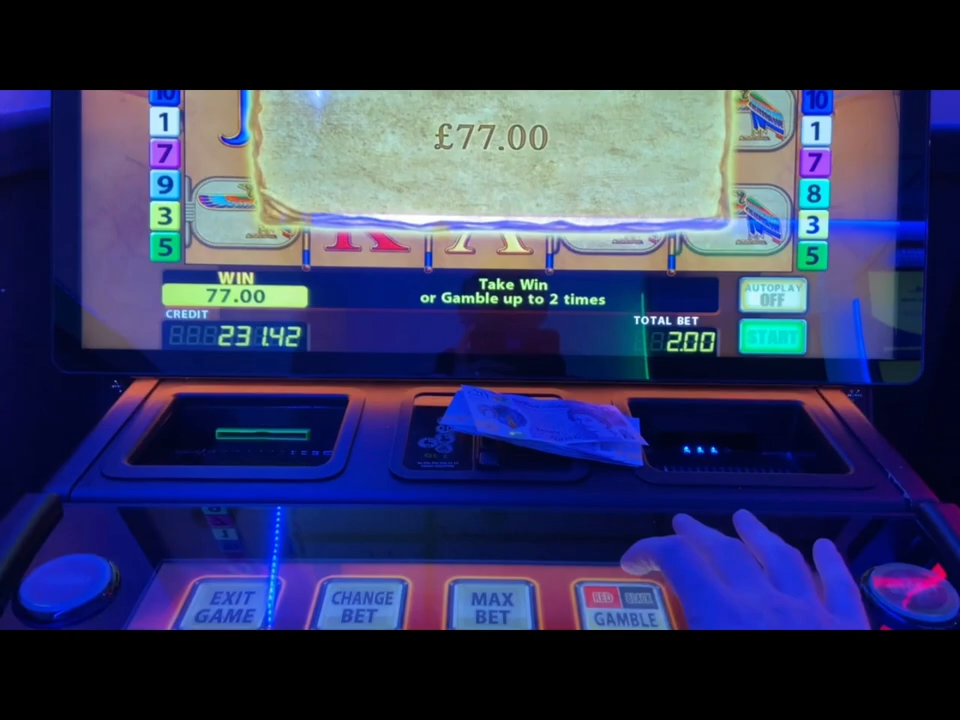 £77.00
10
1
7
9
3
5
10
1
7
8
3
5
K A
WIN
77.00
Take Win
or Gamble up to 2 times
AUTOPLAY
OFF
CREDIT
231.42
TOTAL BET
2.00
START
EXIT
GAME
CHANGE
BET
MAX
BET
RED BLACK
GAMBLE